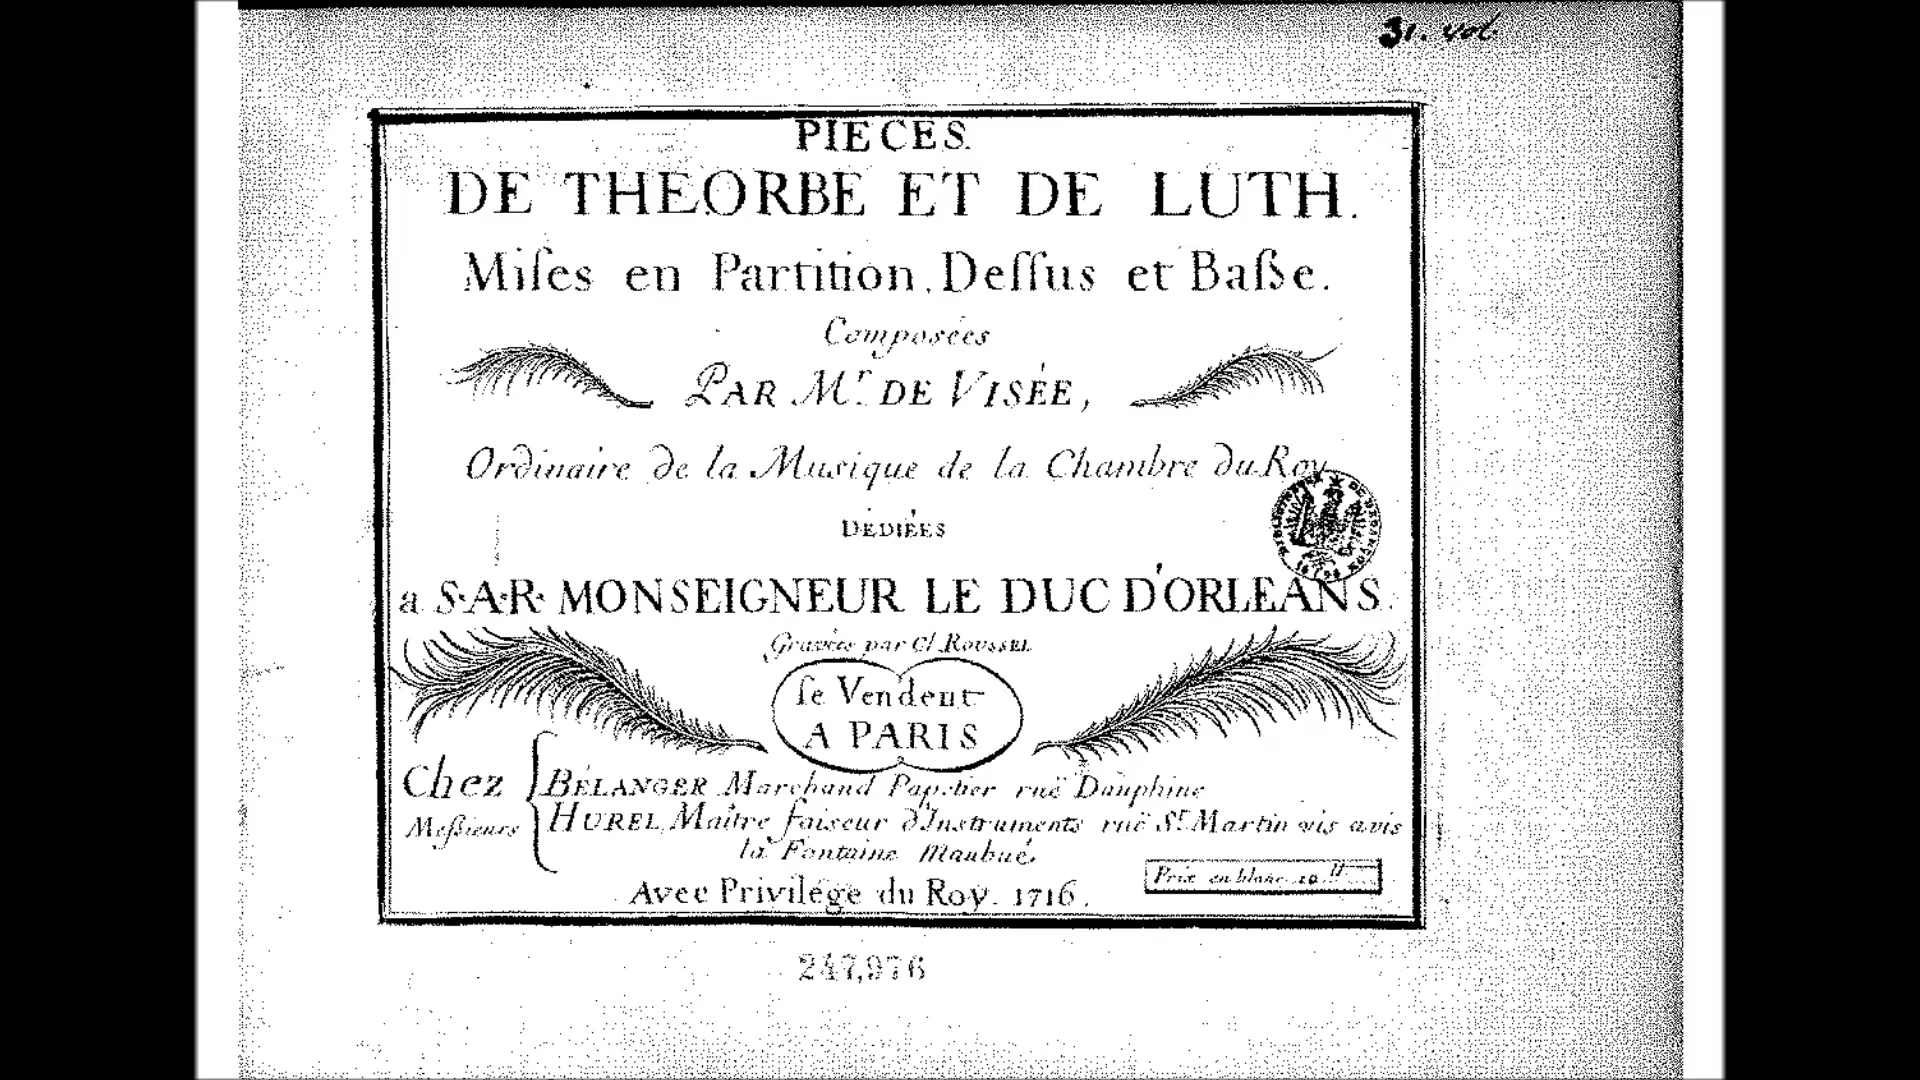 31. vol.
PIECES.
DE THEORBE ET DE LUTH.
Miſes en Partition, Deſſus et Baße.
Composées
PAR Mr. DE VISÉE,
Ordinaire de la Musique de la Chambre du Roy
DÉDIÉES
a S.A.R. MONSEIGNEUR LE DUC D'ORLEANS.
Gravées par Cl. ROUSSEL
ſe Vendent
A PARIS
Chez
Meßieurs
BÉLANGER Marchand Papetier ruë Dauphine
HUREL, Maître faiseur d'Instruments ruë St. Martin vis avis
la Fontaine Maubué.
Prix en blanc 10 ₶
Avec Privilége du Roy. 1716.
247,976